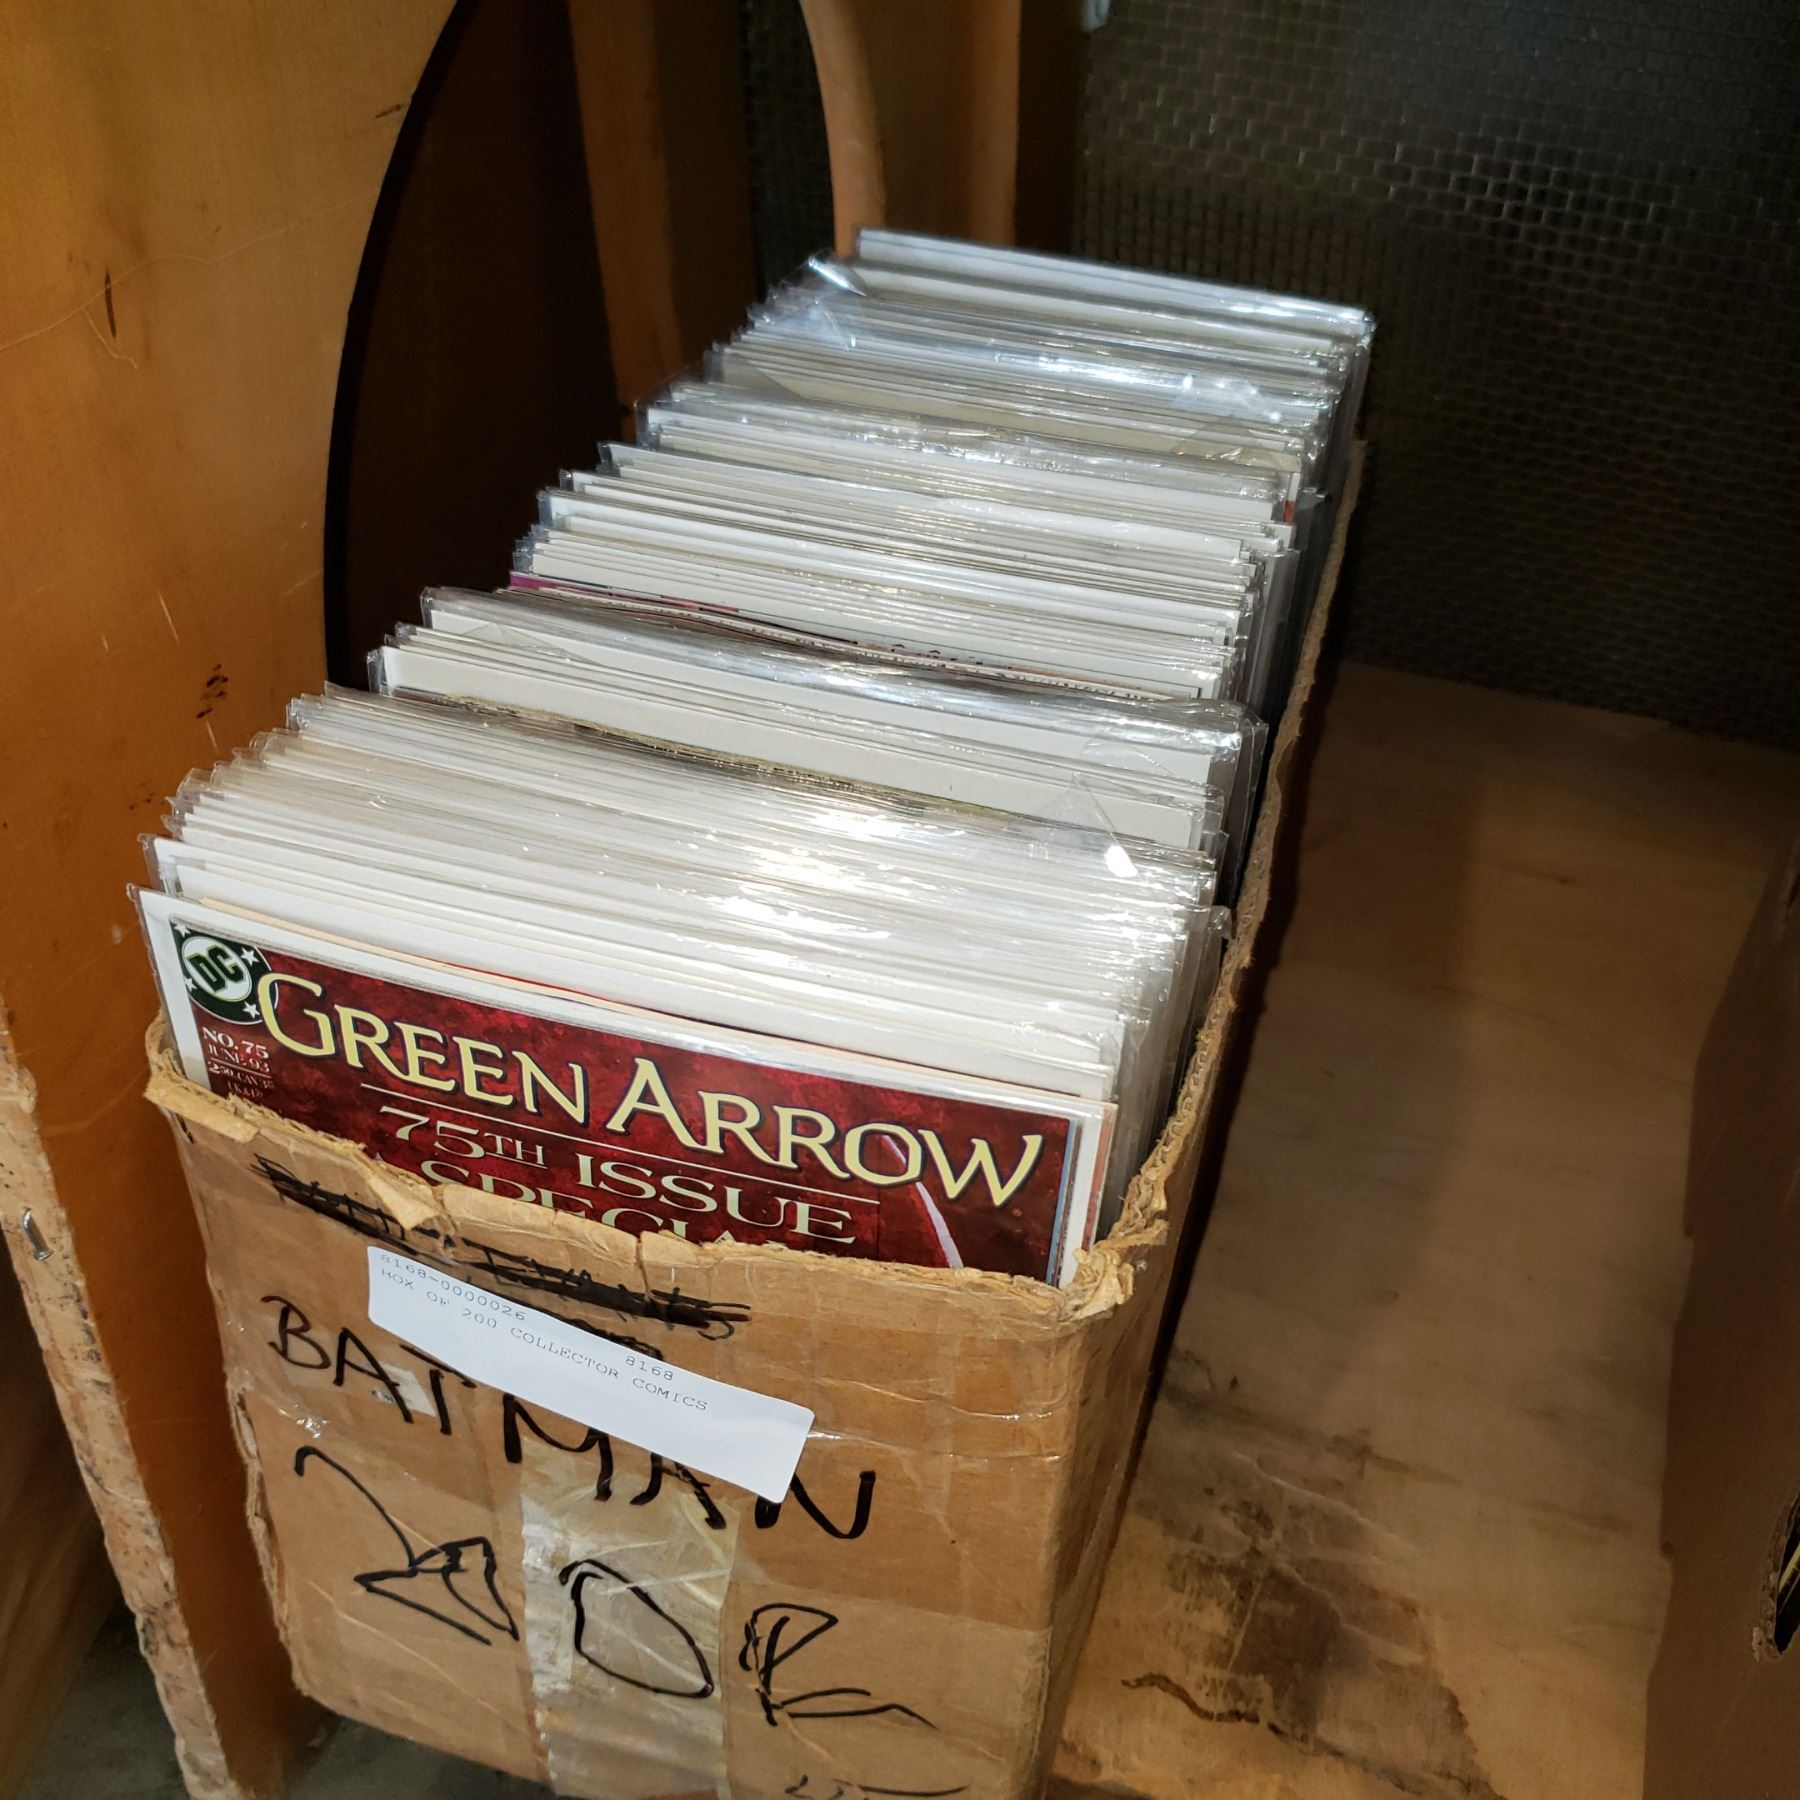 DC
GREEN ARROW
NO. 75
JUNE 93
75TH ISSUE
8168-0000026 8168
BOX OF 200 COLLECTOR COMICS
BATMAN